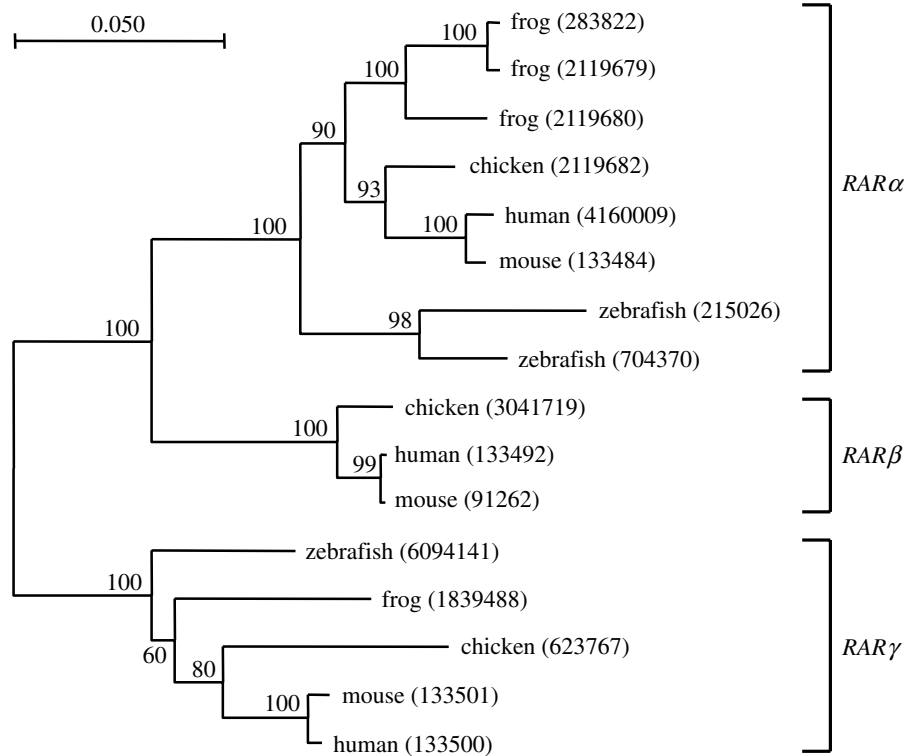 0.050
100
frog (283822)
frog (2119679)
100
frog (2119680)
90
chicken (2119682)
93
human (4160009)
100
mouse (133484)
100
zebrafish (215026)
98
zebrafish (704370)
RARα
100
chicken (3041719)
100
human (133492)
99
mouse (91262)
RARβ
zebrafish (6094141)
100
frog (1839488)
60
chicken (623767)
80
mouse (133501)
100
human (133500)
RARγ